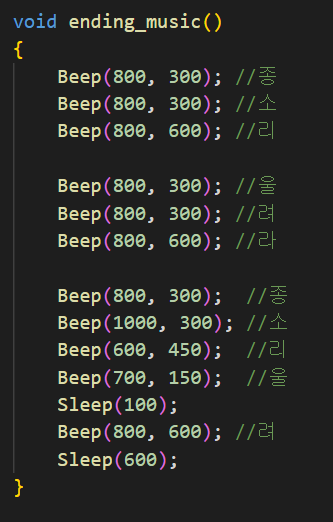 void ending_music()
{
    Beep(800, 300); //종
    Beep(800, 300); //소
    Beep(800, 600); //리

    Beep(800, 300); //울
    Beep(800, 300); //려
    Beep(800, 600); //라

    Beep(800, 300);  //종
    Beep(1000, 300); //소
    Beep(600, 450);  //리
    Beep(700, 150);  //울
    Sleep(100);
    Beep(800, 600); //려
    Sleep(600);
}